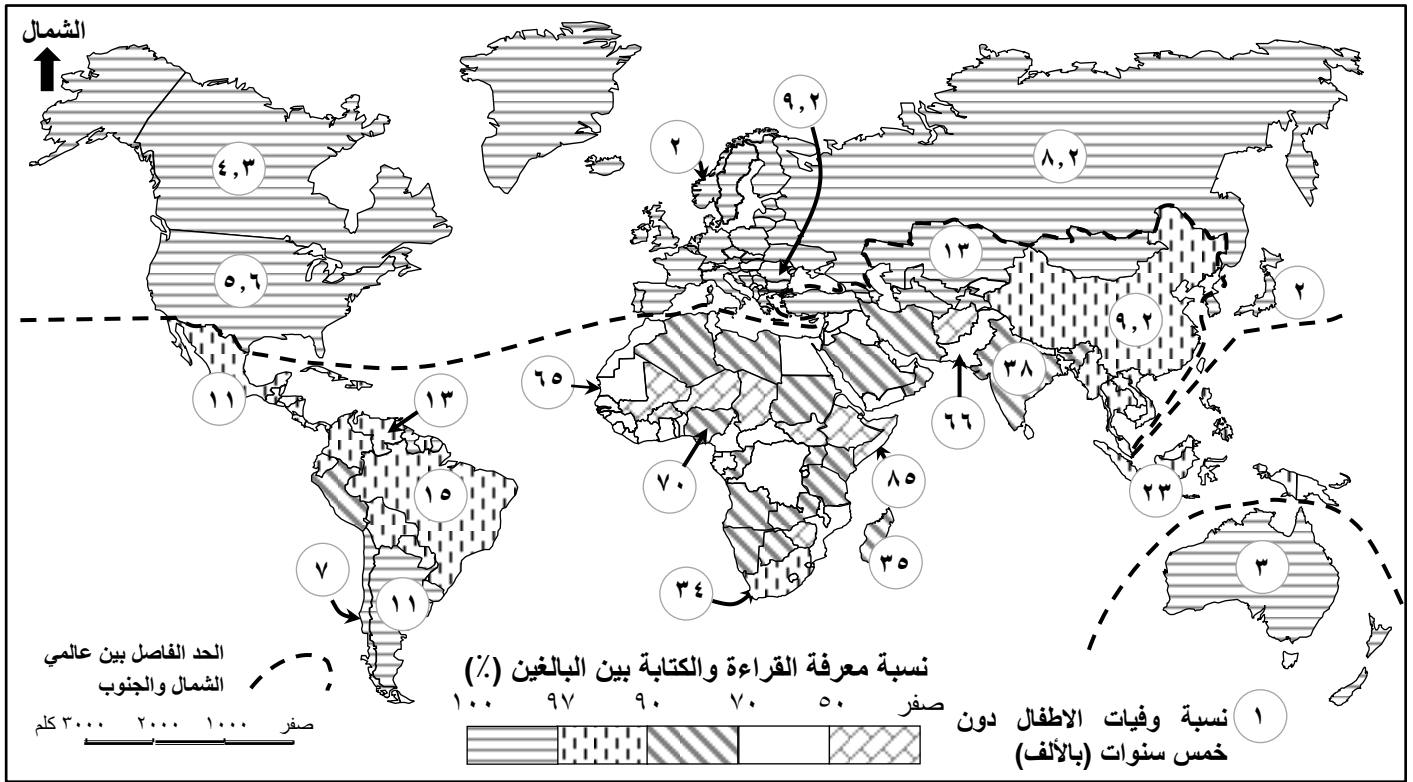 الشمال
٩,٢
٢
٨,٢
٤,٣
١٣
٥,٦
٢
٩,٢
٣٨
٦٥
١١
١٣
٦٦
٧٠
٨٥
١٥
٢٣
٣٥
٣
٧
٣٤
١١
الحد الفاصل بين عالمي
الشمال والجنوب
صفر ١٠٠٠ ٢٠٠٠ ٣٠٠٠ كلم
نسبة معرفة القراءة والكتابة بين البالغين (٪)
صفر ٥٠ ٧٠ ٩٠ ٩٧ ١٠٠
١ نسبة وفيات الاطفال دون
خمس سنوات (بالألف)